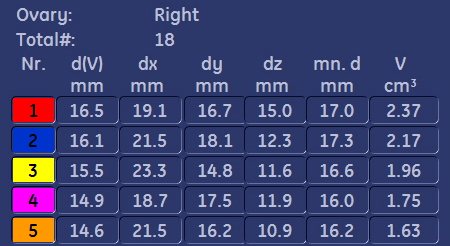 Ovary: Right
Total#: 18
Nr. d(V) dx dy dz mn. d V
mm mm mm mm mm cm³
1 16.5 19.1 16.7 15.0 17.0 2.37
2 16.1 21.5 18.1 12.3 17.3 2.17
3 15.5 23.3 14.8 11.6 16.6 1.96
4 14.9 18.7 17.5 11.9 16.0 1.75
5 14.6 21.5 16.2 10.9 16.2 1.63